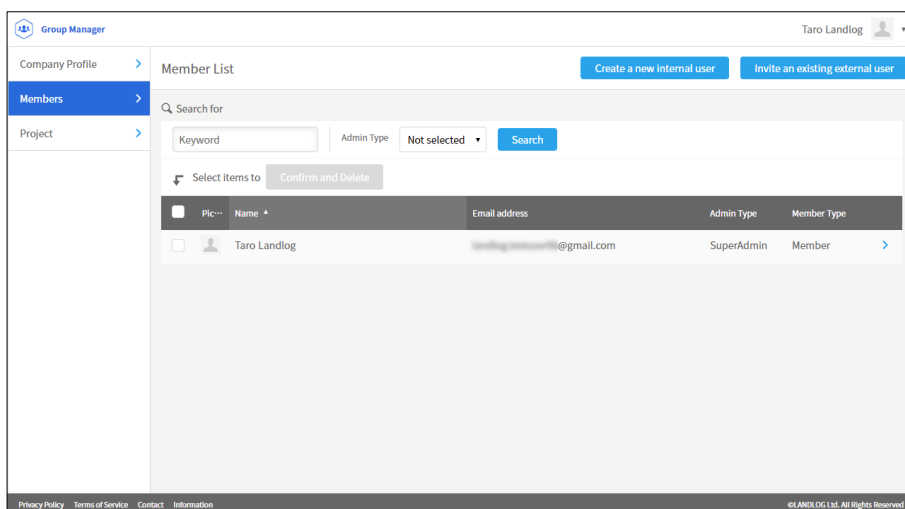 Group Manager
Taro Landlog
Company Profile
Members
Project
Member List
Create a new internal user
Invite an existing external user
Search for
Keyword
Admin Type
Not selected
Search
Select items to
Confirm and Delete
Pic···
Name
Email address
Admin Type
Member Type
Taro Landlog
@gmail.com
SuperAdmin
Member
Privacy Policy Terms of Service Contact Information
©LANDLOG Ltd. All Rights Reserved